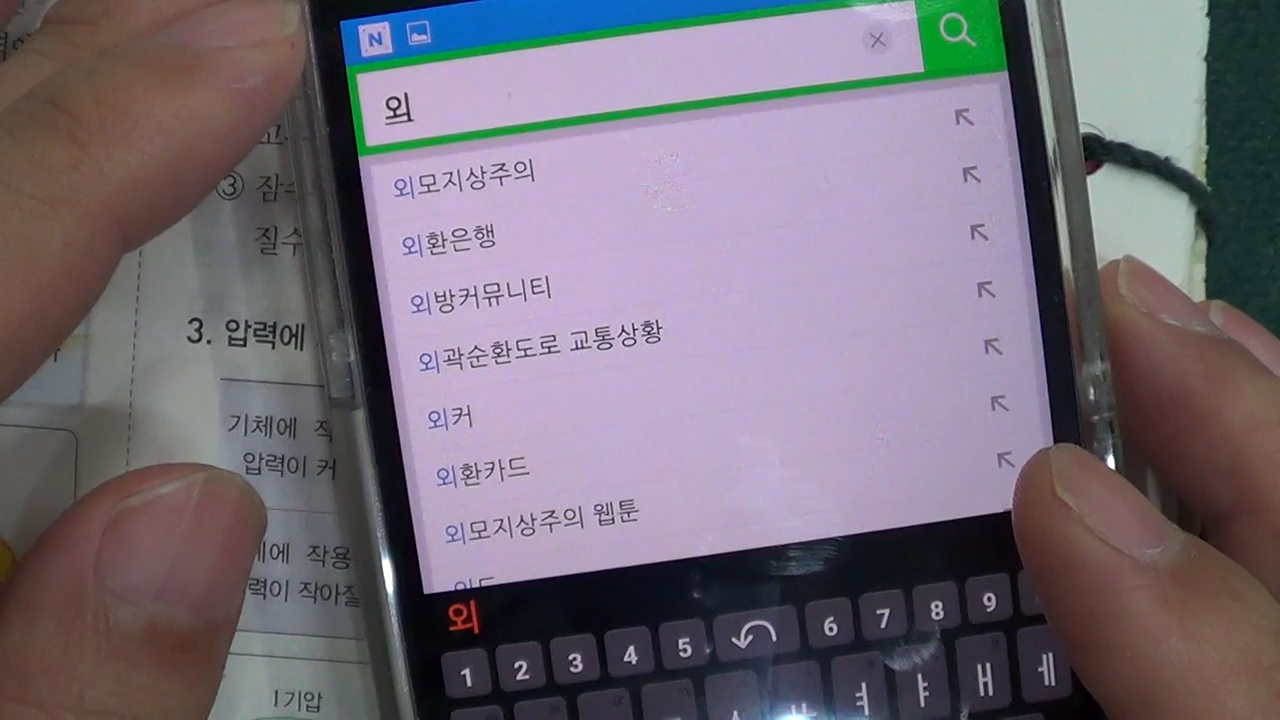 N
외
외모지상주의
외환은행
외방커뮤니티
외곽순환도로 교통상황
외커
외환카드
외모지상주의 웹툰
외
1 2 3 4 5 6 7 8 9
ㅕ ㅑ ㅐ ㅔ
③ 잠수
질수
3. 압력에
기체에
압력이 커
작용
력이 작아질
1기압